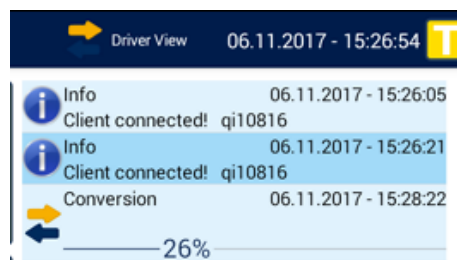 Driver View 06.11.2017 - 15:26:54 T
Info 06.11.2017 - 15:26:05
Client connected! qi10816
Info 06.11.2017 - 15:26:21
Client connected! qi10816
Conversion 06.11.2017 - 15:28:22
26%